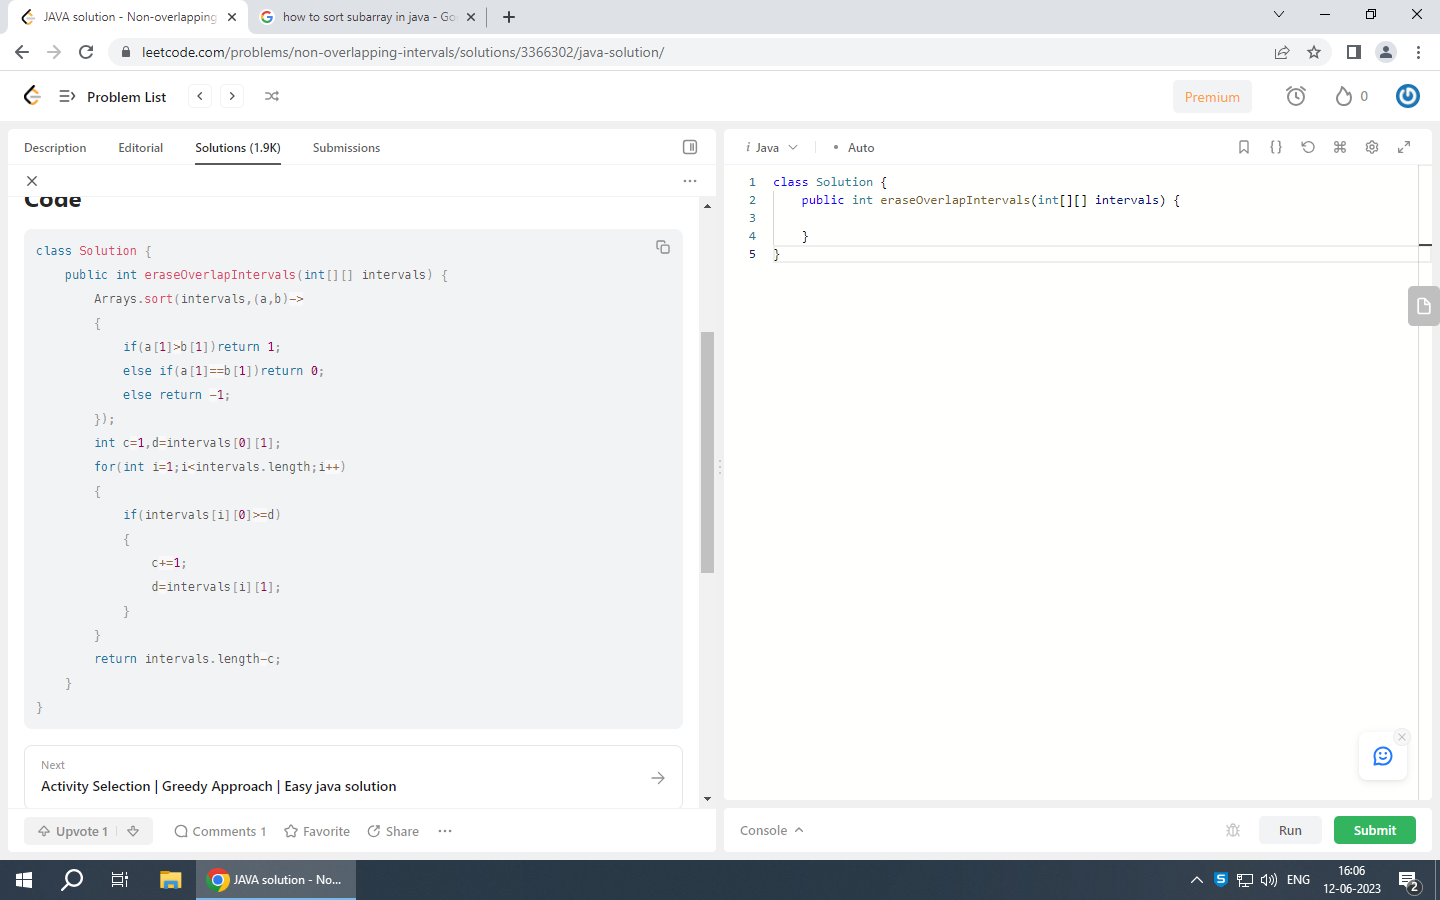 JAVA solution - Non-overlapping
how to sort subarray in java - Go
leetcode.com/problems/non-overlapping-intervals/solutions/3366302/java-solution/
Problem List
Premium
0
Description
Editorial
Solutions (1.9K)
Submissions
Code
class Solution {
public int eraseOverlapIntervals(int[][] intervals) {
Arrays.sort(intervals,(a,b)->
{
if(a[1]>b[1])return 1;
else if(a[1]==b[1])return 0;
else return -1;
});
int c=1,d=intervals[0][1];
for(int i=1;i<intervals.length;i++)
{
if(intervals[i][0]>=d)
{
c+=1;
d=intervals[i][1];
}
}
return intervals.length-c;
}
}
Next
Activity Selection | Greedy Approach | Easy java solution
Upvote 1
Comments 1
Favorite
Share
i Java
• Auto
1 class Solution {
2 public int eraseOverlapIntervals(int[][] intervals) {
3
4 }
5 }
Console
Run
Submit
JAVA solution - No...
S
ENG
16:06
12-06-2023
2